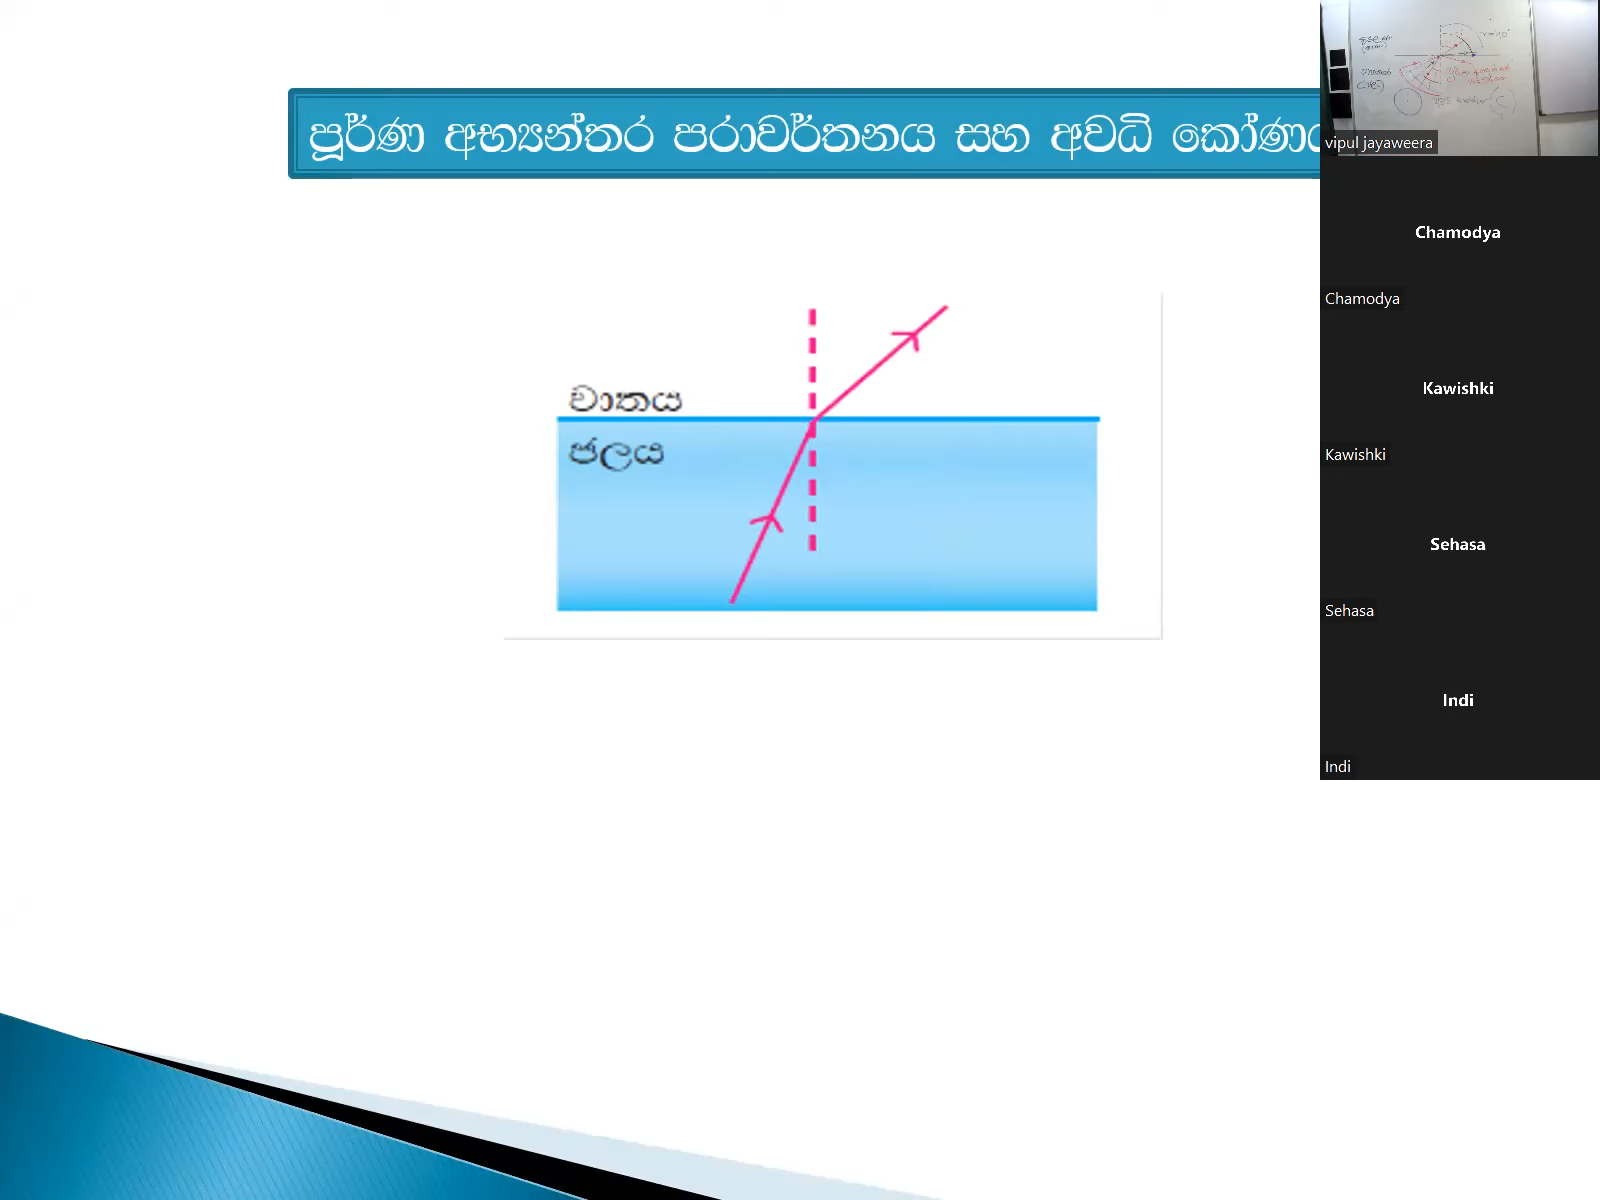 පූර්ණ අභ්‍යන්තර පරාවර්තනය සහ අවධි කෝණය
වාතය
ජලය
vipul jayaweera
Chamodya
Chamodya
Kawishki
Kawishki
Sehasa
Sehasa
Indi
Indi